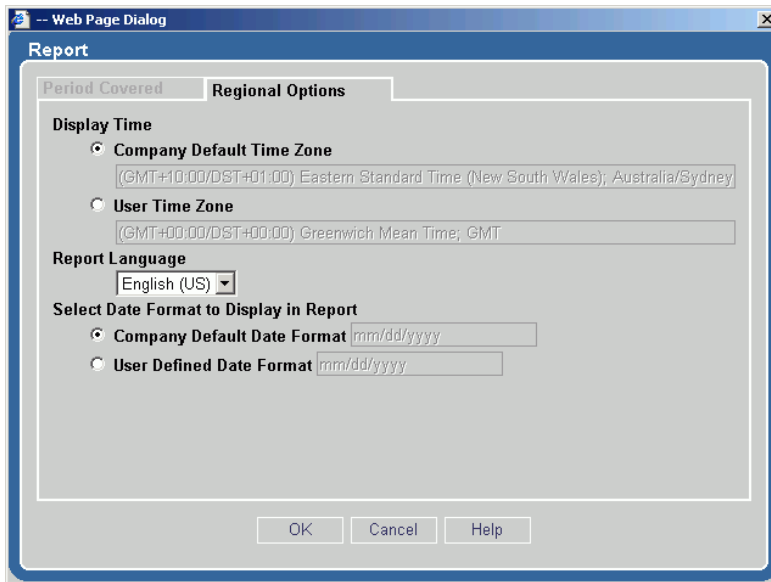 -- Web Page Dialog
Report
Period Covered
Regional Options
Display Time
Company Default Time Zone
(GMT+10:00/DST+01:00) Eastern Standard Time (New South Wales); Australia/Sydney
User Time Zone
(GMT+00:00/DST+00:00) Greenwich Mean Time; GMT
Report Language
English (US)
Select Date Format to Display in Report
Company Default Date Format mm/dd/yyyy
User Defined Date Format mm/dd/yyyy
OK Cancel Help